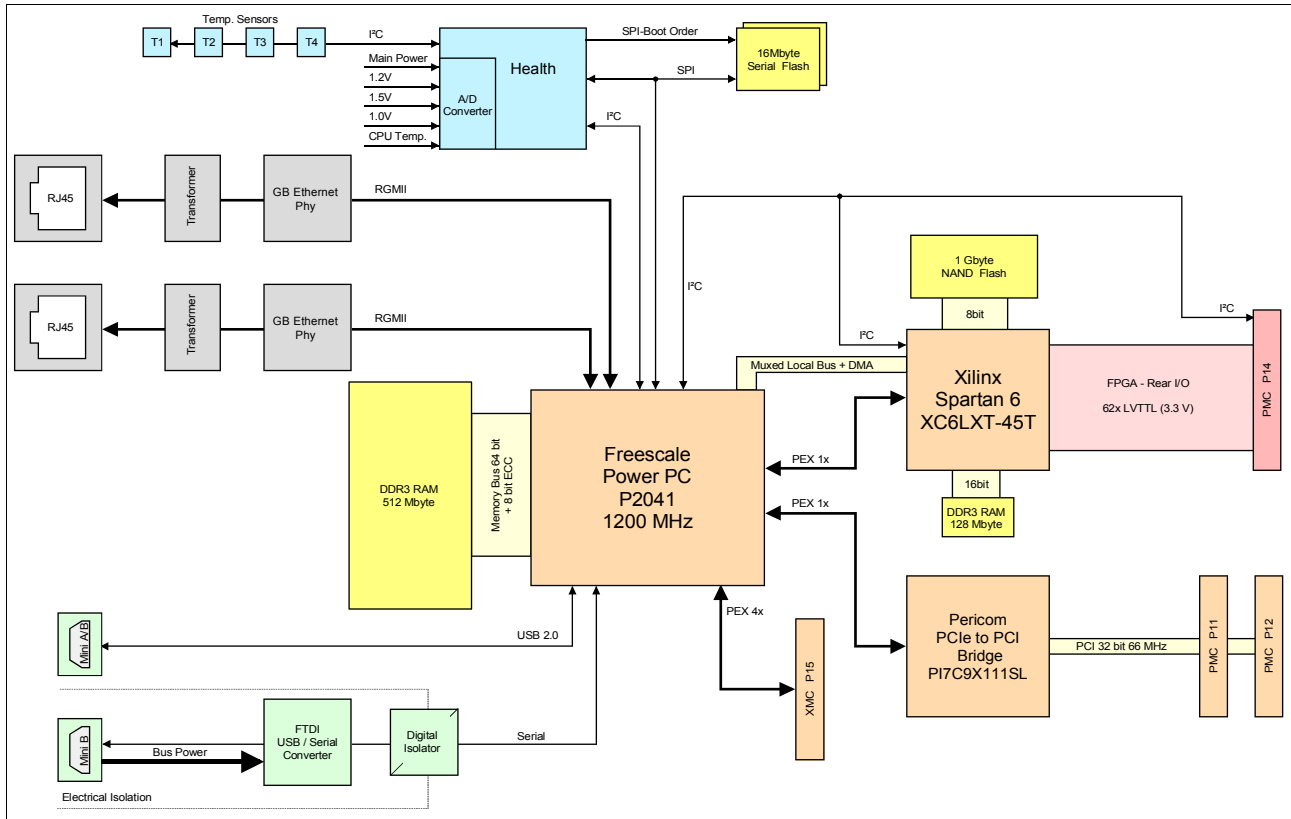 Temp. Sensors
T1
T2
T3
T4
I²C
Main Power
1.2V
1.5V
1.0V
CPU Temp.
A/D
Converter
Health
SPI-Boot Order
SPI
I²C
16Mbyte
Serial Flash
RJ45
Transformer
GB Ethernet
Phy
RGMII
RJ45
Transformer
GB Ethernet
Phy
RGMII
I²C
1 Gbyte
NAND Flash
8bit
I²C
I²C
Muxed Local Bus + DMA
Xilinx
Spartan 6
XC6LXT-45T
FPGA - Rear I/O
62x LVTTL (3.3 V)
PMC P14
16bit
DDR3 RAM
128 Mbyte
DDR3 RAM
512 Mbyte
Memory Bus 64 bit
+ 8 bit ECC
Freescale
Power PC
P2041
1200 MHz
PEX 1x
PEX 1x
PEX 4x
XMC P15
Pericom
PCIe to PCI
Bridge
PI7C9X111SL
PCI 32 bit 66 MHz
PMC P11
PMC P12
Mini A/B
USB 2.0
Mini B
Bus Power
FTDI
USB / Serial
Converter
Digital
Isolator
Serial
Electrical Isolation